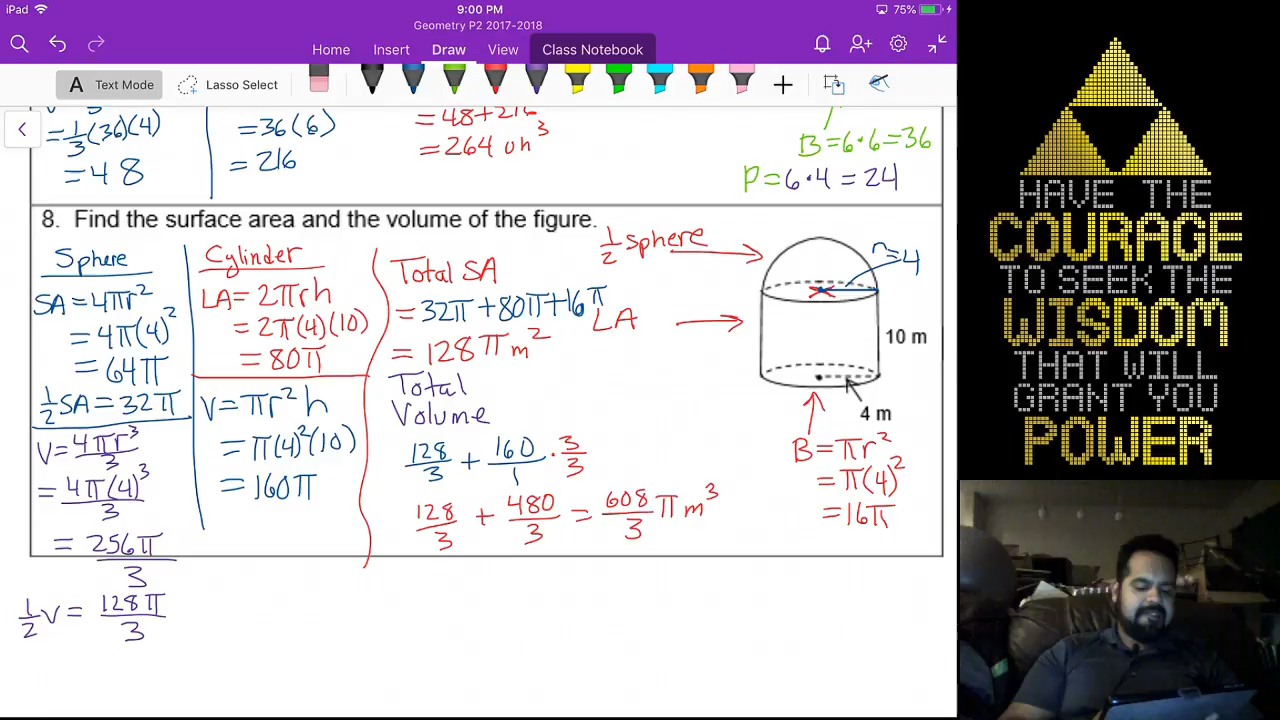 iPad
9:00 PM
75%
Geometry P2 2017-2018
Home Insert Draw View Class Notebook
A Text Mode Lasso Select
= 1/3 (36)(4)
= 48
= 36(6)
= 216
= 48 + 216
= 264 un³
B = 6·6 = 36
P = 6·4 = 24
8. Find the surface area and the volume of the figure.
Sphere
SA = 4πr²
= 4π(4)²
= 64π
1/2 SA = 32π
V = 4πr³/3
= 4π(4)³/3
= 256π/3
1/2 V = 128π/3
Cylinder
LA = 2πrh
= 2π(4)(10)
= 80π
V = πr²h
= π(4)²(10)
= 160π
Total SA
= 32π + 80π + 16π
= 128π m²
Total
Volume
128/3 + 160/1 · 3/3
128/3 + 480/3 = 608/3 π m³
1/2 sphere
r = 4
LA
10 m
4 m
B = πr²
= π(4)²
= 16π
HAVE THE
COURAGE
TO SEEK THE
WISDOM
THAT WILL
GRANT YOU
POWER